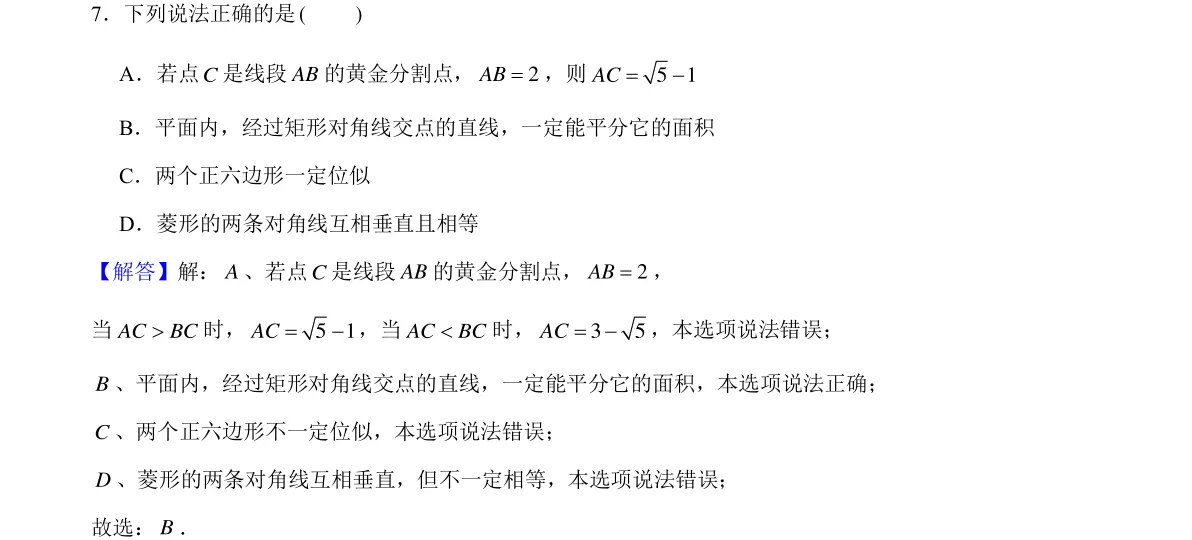 7．下列说法正确的是(　　)
A．若点C是线段AB的黄金分割点，AB=2，则AC=√5−1
B．平面内，经过矩形对角线交点的直线，一定能平分它的面积
C．两个正六边形一定位似
D．菱形的两条对角线互相垂直且相等
【解答】解：A、若点C是线段AB的黄金分割点，AB=2，
当AC>BC时，AC=√5−1，当AC<BC时，AC=3−√5，本选项说法错误；
B、平面内，经过矩形对角线交点的直线，一定能平分它的面积，本选项说法正确；
C、两个正六边形不一定位似，本选项说法错误；
D、菱形的两条对角线互相垂直，但不一定相等，本选项说法错误；
故选：B．